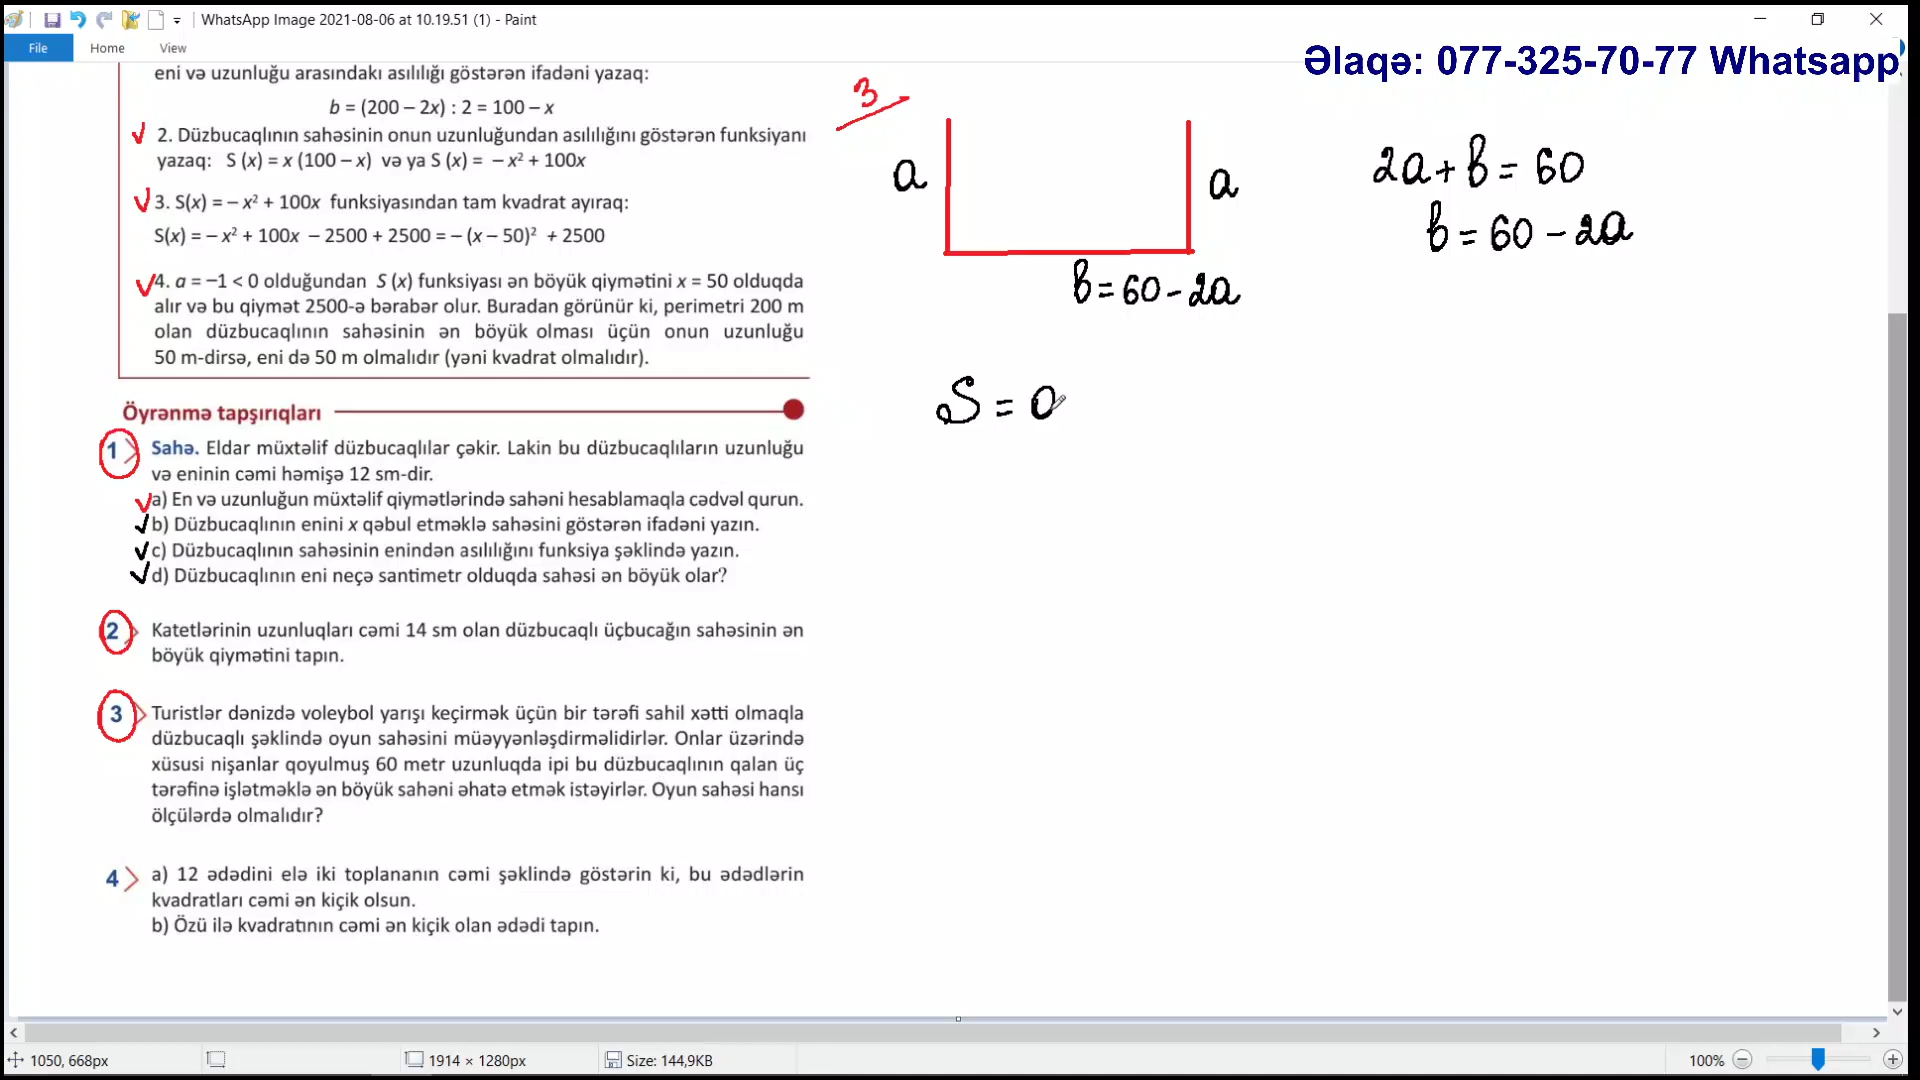 WhatsApp Image 2021-08-06 at 10.19.51 (1) - Paint
File Home View
Əlaqə: 077-325-70-77 Whatsapp
eni və uzunluğu arasındakı asılılığı göstərən ifadəni yazaq:
b = (200 – 2x) : 2 = 100 – x
2. Düzbucaqlının sahəsinin onun uzunluğundan asılılığını göstərən funksiyanı
yazaq: S (x) = x (100 – x) və ya S (x) = – x² + 100x
3. S(x) = – x² + 100x funksiyasından tam kvadrat ayıraq:
S(x) = – x² + 100x – 2500 + 2500 = – (x – 50)² + 2500
4. a = –1 < 0 olduğundan S (x) funksiyası ən böyük qiymətini x = 50 olduqda
alır və bu qiymət 2500-ə bərabər olur. Buradan görünür ki, perimetri 200 m
olan düzbucaqlının sahəsinin ən böyük olması üçün onun uzunluğu
50 m-dirsə, eni də 50 m olmalıdır (yəni kvadrat olmalıdır).
Öyrənmə tapşırıqları
1 Sahə. Eldar müxtəlif düzbucaqlılar çəkir. Lakin bu düzbucaqlıların uzunluğu
və eninin cəmi həmişə 12 sm-dir.
a) En və uzunluğun müxtəlif qiymətlərində sahəni hesablamaqla cədvəl qurun.
b) Düzbucaqlının enini x qəbul etməklə sahəsini göstərən ifadəni yazın.
c) Düzbucaqlının sahəsinin enindən asılılığını funksiya şəklində yazın.
d) Düzbucaqlının eni neçə santimetr olduqda sahəsi ən böyük olar?
2 Katetlərinin uzunluqları cəmi 14 sm olan düzbucaqlı üçbucağın sahəsinin ən
böyük qiymətini tapın.
3 Turistlər dənizdə voleybol yarışı keçirmək üçün bir tərəfi sahil xətti olmaqla
düzbucaqlı şəklində oyun sahəsini müəyyənləşdirməlidirlər. Onlar üzərində
xüsusi nişanlar qoyulmuş 60 metr uzunluqda ipi bu düzbucaqlının qalan üç
tərəfinə işlətməklə ən böyük sahəni əhatə etmək istəyirlər. Oyun sahəsi hansı
ölçülərdə olmalıdır?
4 a) 12 ədədini elə iki toplananın cəmi şəklində göstərin ki, bu ədədlərin
kvadratları cəmi ən kiçik olsun.
b) Özü ilə kvadratının cəmi ən kiçik olan ədədi tapın.
3
a a
b = 60 - 2a
2a + b = 60
b = 60 - 2a
S = a
1050, 668px 1914 × 1280px Size: 144,9KB 100%